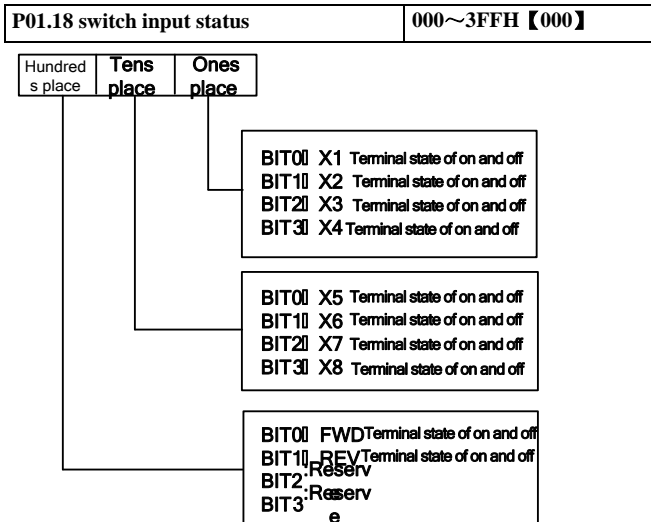 P01.18 switch input status 000～3FFH【000】
Hundred
s place
Tens
place
Ones
place
BIT0 X1 Terminal state of on and off
BIT1 X2 Terminal state of on and off
BIT2 X3 Terminal state of on and off
BIT3 X4 Terminal state of on and off
BIT0 X5 Terminal state of on and off
BIT1 X6 Terminal state of on and off
BIT2 X7 Terminal state of on and off
BIT3 X8 Terminal state of on and off
BIT0 FWD Terminal state of on and off
BIT1 REV Terminal state of on and off
BIT2 :Reserv
e
BIT3 :Reserv
e